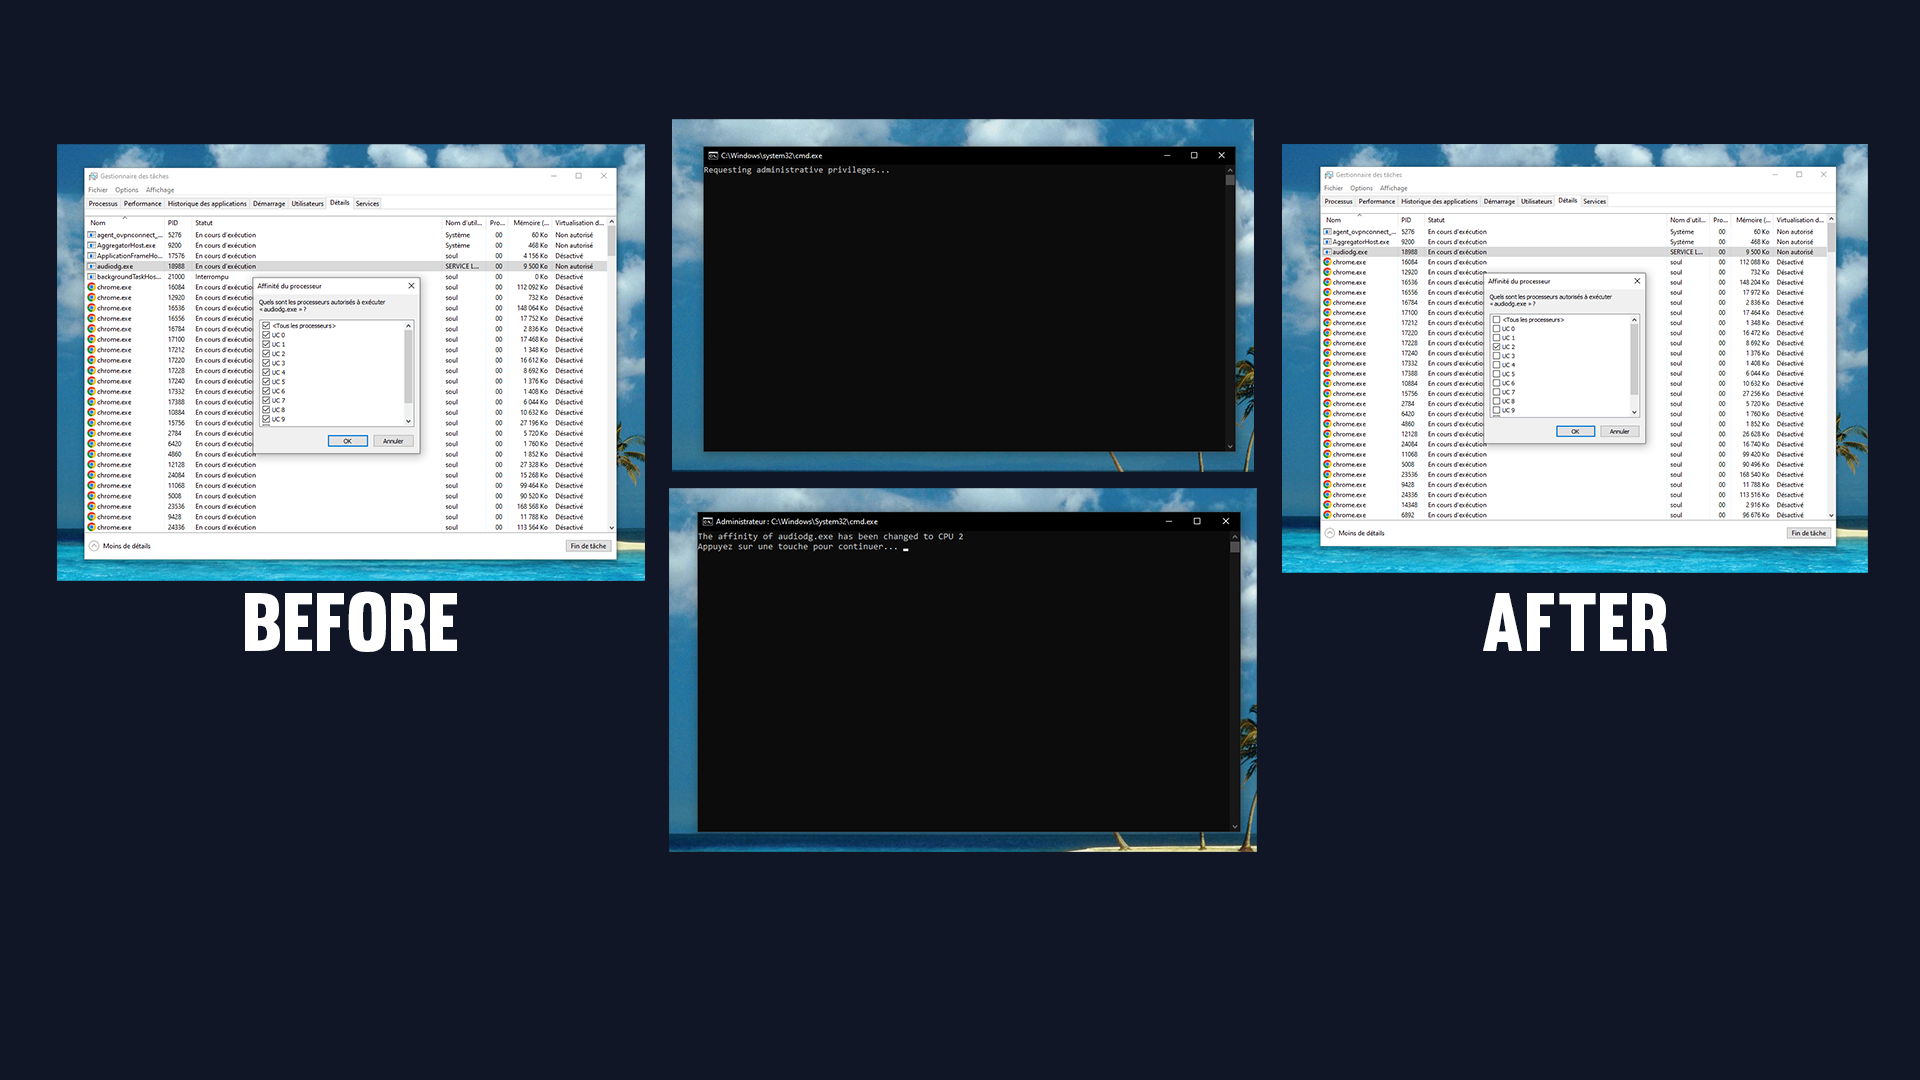 Gestionnaire des tâches
Fichier Options Affichage
Processus Performance Historique des applications Démarrage Utilisateurs Détails Services
Nom PID Statut Nom d'util... Pro... Mémoire (... Virtualisation d...
agent_ovpnconnect_... 5276 En cours d'exécution Système 00 60 Ko Non autorisé
AggregatorHost.exe 9200 En cours d'exécution Système 00 468 Ko Non autorisé
ApplicationFrameHo... 17576 En cours d'exécution soul 00 4 156 Ko Désactivé
audiodg.exe 18988 En cours d'exécution SERVICE L... 00 9 500 Ko Non autorisé
backgroundTaskHos... 21000 Interrompu soul 00 0 Ko Désactivé
chrome.exe 16084 En cours d'exécution soul 00 112 092 Ko Désactivé
chrome.exe 12920 En cours d'exécution soul 00 732 Ko Désactivé
chrome.exe 16536 En cours d'exécution soul 00 148 064 Ko Désactivé
chrome.exe 16556 En cours d'exécution soul 00 17 752 Ko Désactivé
chrome.exe 16784 En cours d'exécution soul 00 2 836 Ko Désactivé
chrome.exe 17100 En cours d'exécution soul 00 17 468 Ko Désactivé
chrome.exe 17212 En cours d'exécution soul 00 1 348 Ko Désactivé
chrome.exe 17220 En cours d'exécution soul 00 16 612 Ko Désactivé
chrome.exe 17228 En cours d'exécution soul 00 8 692 Ko Désactivé
chrome.exe 17240 En cours d'exécution soul 00 1 376 Ko Désactivé
chrome.exe 17332 En cours d'exécution soul 00 1 408 Ko Désactivé
chrome.exe 17388 En cours d'exécution soul 00 6 044 Ko Désactivé
chrome.exe 10884 En cours d'exécution soul 00 10 632 Ko Désactivé
chrome.exe 15756 En cours d'exécution soul 00 27 196 Ko Désactivé
chrome.exe 2784 En cours d'exécution soul 00 5 720 Ko Désactivé
chrome.exe 6420 En cours d'exécution soul 00 1 760 Ko Désactivé
chrome.exe 4860 En cours d'exécution soul 00 1 852 Ko Désactivé
chrome.exe 12128 En cours d'exécution soul 00 27 328 Ko Désactivé
chrome.exe 24084 En cours d'exécution soul 00 15 268 Ko Désactivé
chrome.exe 11068 En cours d'exécution soul 00 99 464 Ko Désactivé
chrome.exe 5008 En cours d'exécution soul 00 90 520 Ko Désactivé
chrome.exe 23536 En cours d'exécution soul 00 168 568 Ko Désactivé
chrome.exe 9428 En cours d'exécution soul 00 11 788 Ko Désactivé
chrome.exe 24336 En cours d'exécution soul 00 113 564 Ko Désactivé
Affinité du processeur
Quels sont les processeurs autorisés à exécuter
« audiodg.exe » ?
<Tous les processeurs>
UC 0
UC 1
UC 2
UC 3
UC 4
UC 5
UC 6
UC 7
UC 8
UC 9
OK Annuler
Moins de détails Fin de tâche
BEFORE
C:\Windows\system32\cmd.exe
Requesting administrative privileges...
Administrateur : C:\Windows\System32\cmd.exe
The affinity of audiodg.exe has been changed to CPU 2
Appuyez sur une touche pour continuer...
Gestionnaire des tâches
Fichier Options Affichage
Processus Performance Historique des applications Démarrage Utilisateurs Détails Services
Nom PID Statut Nom d'util... Pro... Mémoire (... Virtualisation d...
agent_ovpnconnect_... 5276 En cours d'exécution Système 00 60 Ko Non autorisé
AggregatorHost.exe 9200 En cours d'exécution Système 00 468 Ko Non autorisé
audiodg.exe 18988 En cours d'exécution SERVICE L... 00 9 500 Ko Non autorisé
chrome.exe 16084 En cours d'exécution soul 00 112 088 Ko Désactivé
chrome.exe 12920 En cours d'exécution soul 00 732 Ko Désactivé
chrome.exe 16536 En cours d'exécution soul 00 148 204 Ko Désactivé
chrome.exe 16556 En cours d'exécution soul 00 17 972 Ko Désactivé
chrome.exe 16784 En cours d'exécution soul 00 2 836 Ko Désactivé
chrome.exe 17100 En cours d'exécution soul 00 17 464 Ko Désactivé
chrome.exe 17212 En cours d'exécution soul 00 1 348 Ko Désactivé
chrome.exe 17220 En cours d'exécution soul 00 16 472 Ko Désactivé
chrome.exe 17228 En cours d'exécution soul 00 8 692 Ko Désactivé
chrome.exe 17240 En cours d'exécution soul 00 1 376 Ko Désactivé
chrome.exe 17332 En cours d'exécution soul 00 1 408 Ko Désactivé
chrome.exe 17388 En cours d'exécution soul 00 6 044 Ko Désactivé
chrome.exe 10884 En cours d'exécution soul 00 10 632 Ko Désactivé
chrome.exe 15756 En cours d'exécution soul 00 27 256 Ko Désactivé
chrome.exe 2784 En cours d'exécution soul 00 5 720 Ko Désactivé
chrome.exe 6420 En cours d'exécution soul 00 1 760 Ko Désactivé
chrome.exe 4860 En cours d'exécution soul 00 1 852 Ko Désactivé
chrome.exe 12128 En cours d'exécution soul 00 26 628 Ko Désactivé
chrome.exe 24084 En cours d'exécution soul 00 16 740 Ko Désactivé
chrome.exe 11068 En cours d'exécution soul 00 99 420 Ko Désactivé
chrome.exe 5008 En cours d'exécution soul 00 90 496 Ko Désactivé
chrome.exe 23536 En cours d'exécution soul 00 168 540 Ko Désactivé
chrome.exe 9428 En cours d'exécution soul 00 11 788 Ko Désactivé
chrome.exe 24336 En cours d'exécution soul 00 113 516 Ko Désactivé
chrome.exe 14348 En cours d'exécution soul 00 2 916 Ko Désactivé
chrome.exe 6892 En cours d'exécution soul 00 96 676 Ko Désactivé
Affinité du processeur
Quels sont les processeurs autorisés à exécuter
« audiodg.exe » ?
<Tous les processeurs>
UC 0
UC 1
UC 2
UC 3
UC 4
UC 5
UC 6
UC 7
UC 8
UC 9
OK Annuler
Moins de détails Fin de tâche
AFTER